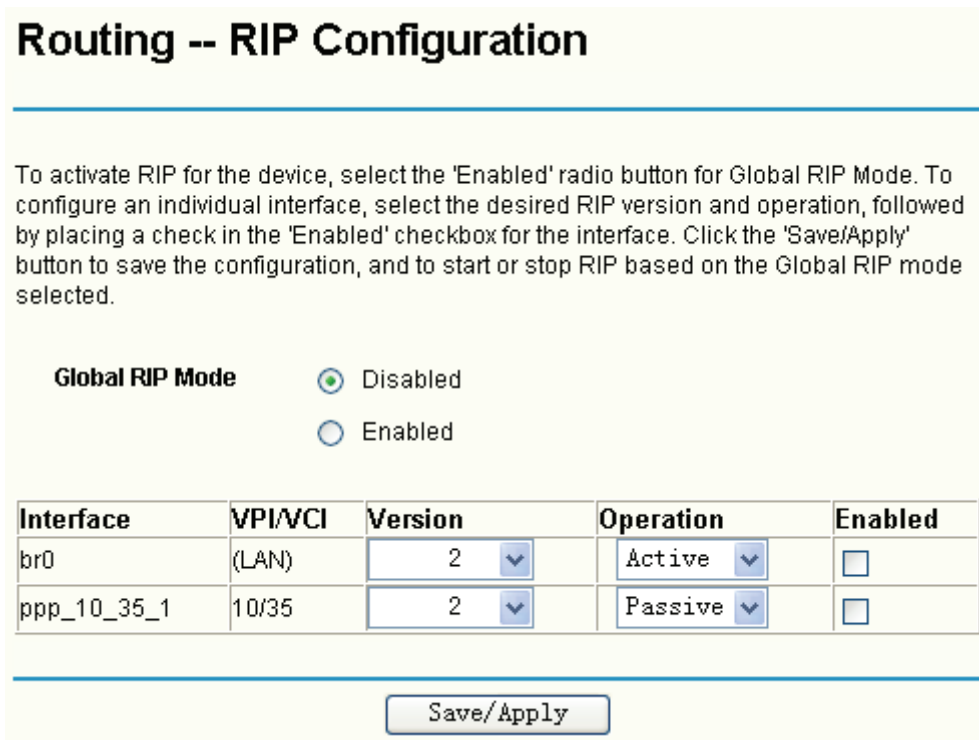 Routing -- RIP Configuration
To activate RIP for the device, select the 'Enabled' radio button for Global RIP Mode. To
configure an individual interface, select the desired RIP version and operation, followed
by placing a check in the 'Enabled' checkbox for the interface. Click the 'Save/Apply'
button to save the configuration, and to start or stop RIP based on the Global RIP mode
selected.
Global RIP Mode Disabled
Enabled
Interface VPI/VCI Version Operation Enabled
br0 (LAN) 2 Active
ppp_10_35_1 10/35 2 Passive
Save/Apply